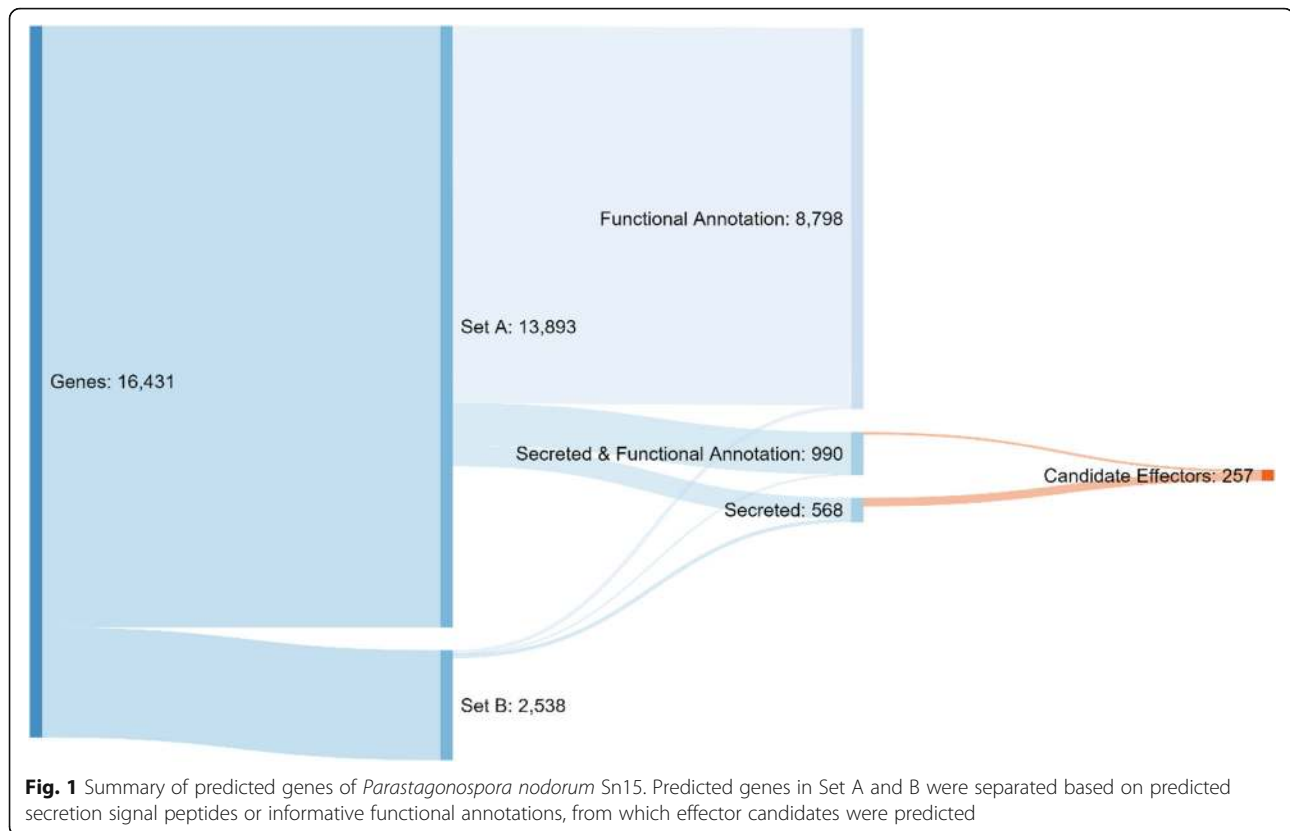 Functional Annotation: 8,798
Set A: 13,893
Genes: 16,431
Secreted & Functional Annotation: 990
Candidate Effectors: 257
Secreted: 568
Set B: 2,538
Fig. 1 Summary of predicted genes of Parastagonospora nodorum Sn15. Predicted genes in Set A and B were separated based on predicted
secretion signal peptides or informative functional annotations, from which effector candidates were predicted